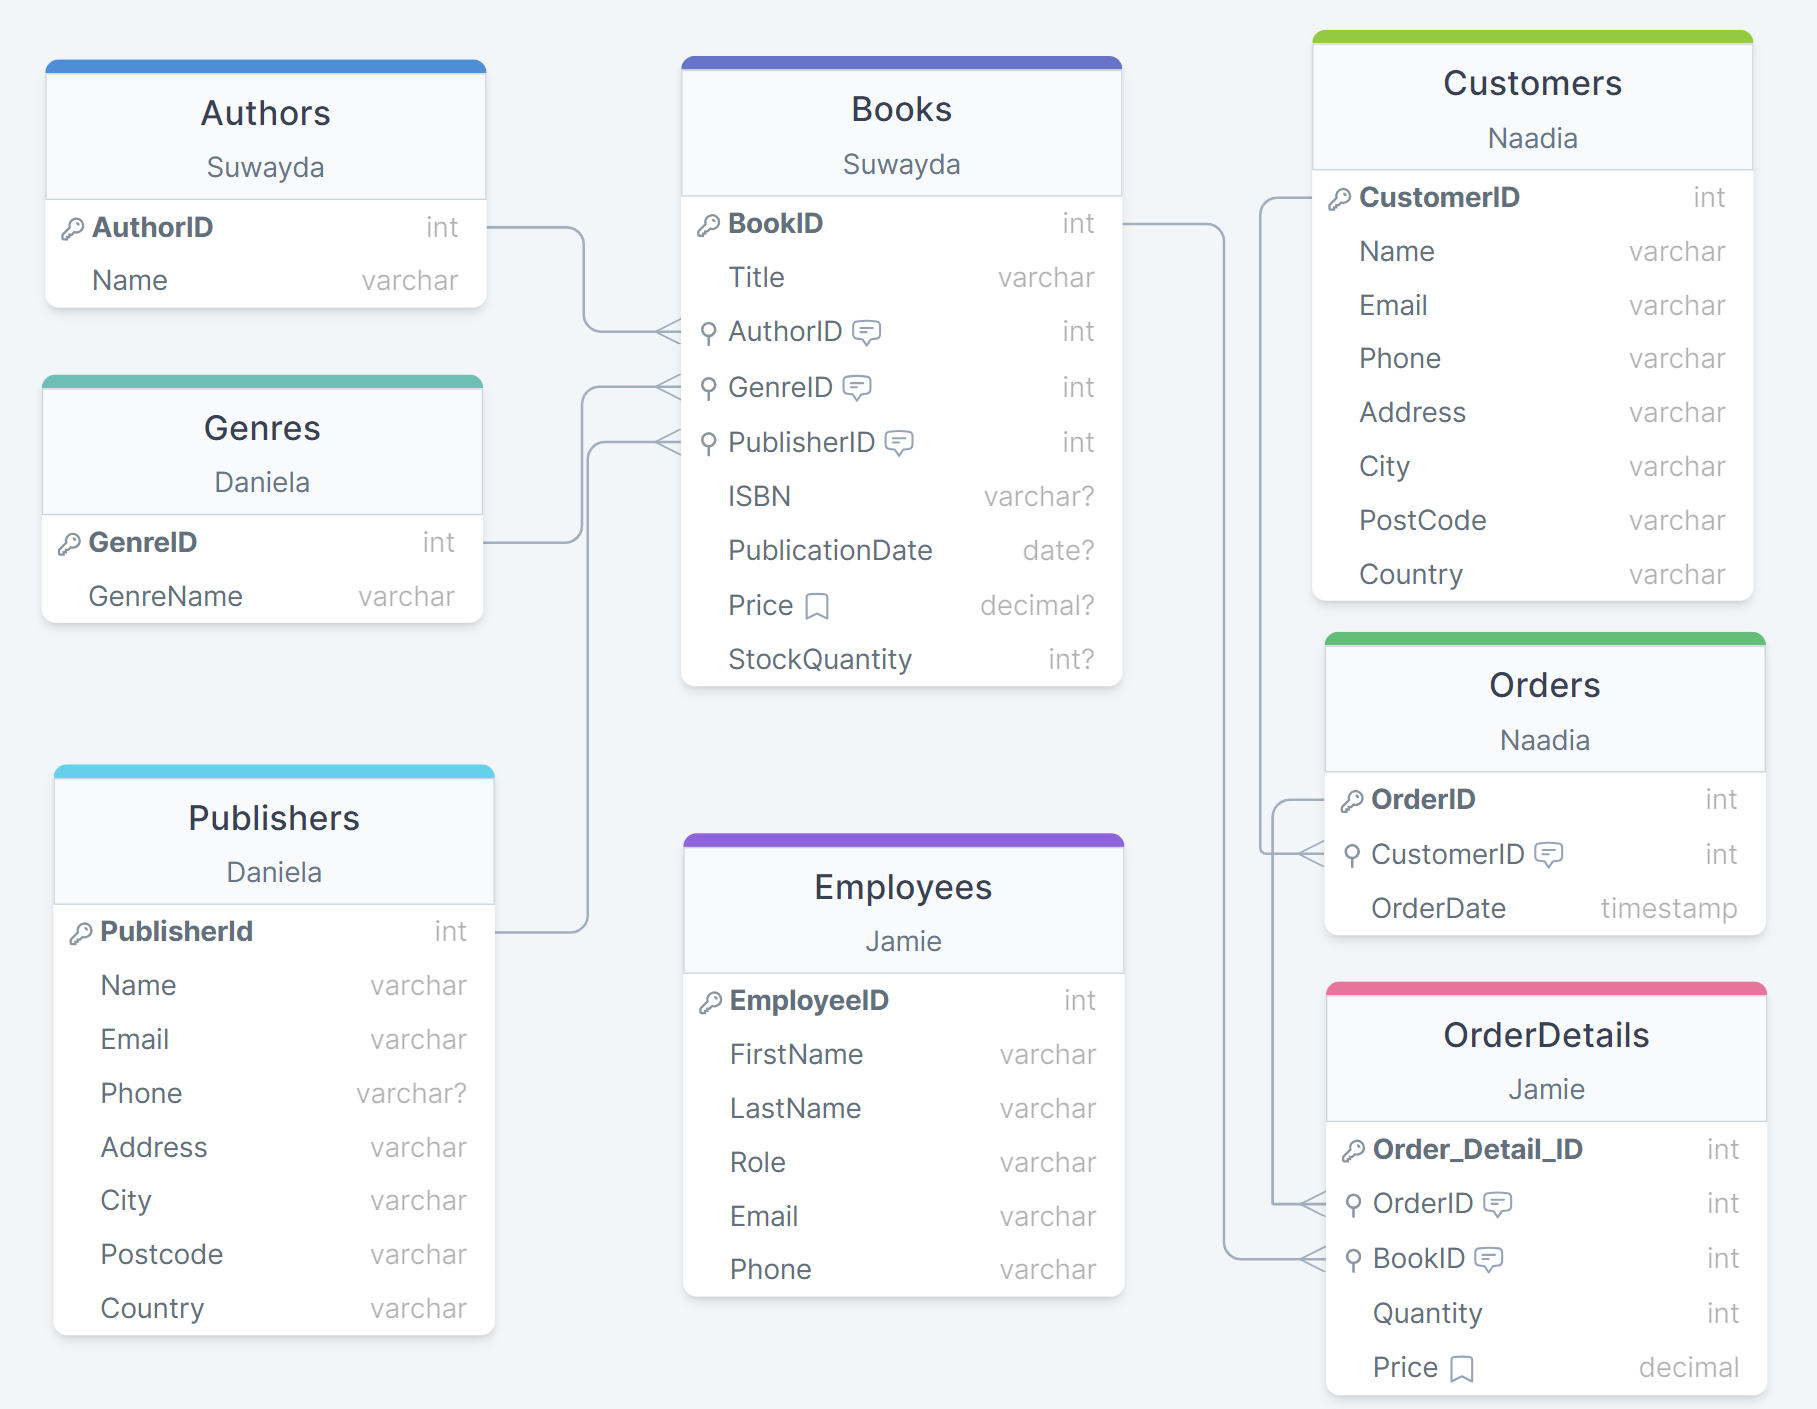 Authors
Suwayda
AuthorID int
Name varchar
Genres
Daniela
GenreID int
GenreName varchar
Publishers
Daniela
PublisherId int
Name varchar
Email varchar
Phone varchar?
Address varchar
City varchar
Postcode varchar
Country varchar
Books
Suwayda
BookID int
Title varchar
AuthorID int
GenreID int
PublisherID int
ISBN varchar?
PublicationDate date?
Price decimal?
StockQuantity int?
Employees
Jamie
EmployeeID int
FirstName varchar
LastName varchar
Role varchar
Email varchar
Phone varchar
Customers
Naadia
CustomerID int
Name varchar
Email varchar
Phone varchar
Address varchar
City varchar
PostCode varchar
Country varchar
Orders
Naadia
OrderID int
CustomerID int
OrderDate timestamp
OrderDetails
Jamie
Order_Detail_ID int
OrderID int
BookID int
Quantity int
Price decimal